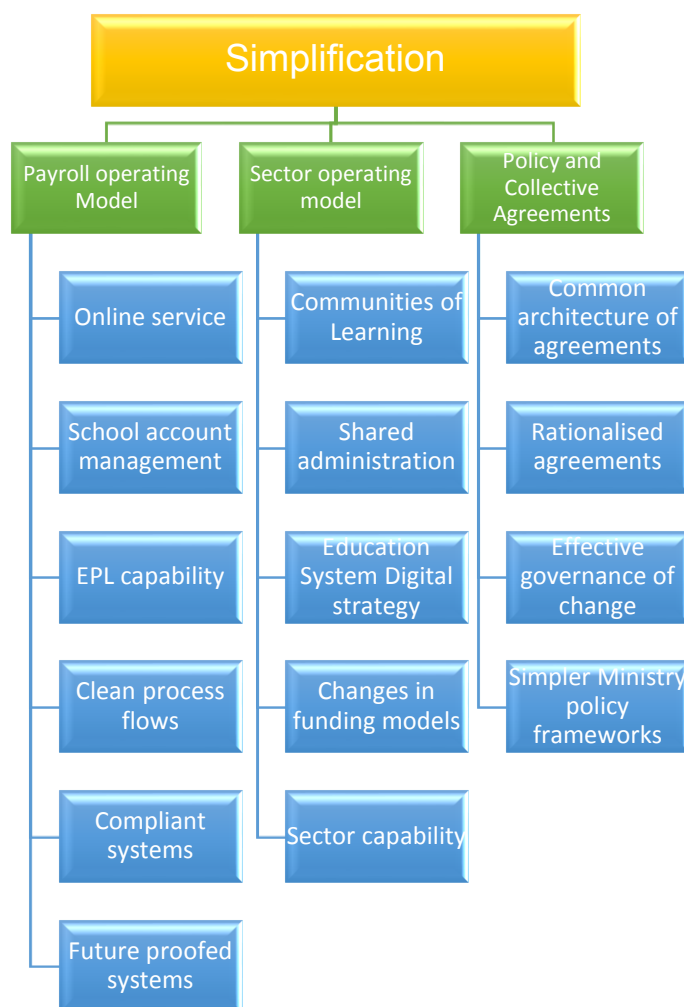 Simplification
Payroll operating
Model
Sector operating
model
Policy and
Collective
Agreements
Online service
School account
management
EPL capability
Clean process
flows
Compliant
systems
Future proofed
systems
Communities of
Learning
Shared
administration
Education
System Digital
strategy
Changes in
funding models
Sector capability
Common
architecture of
agreements
Rationalised
agreements
Effective
governance of
change
Simpler Ministry
policy
frameworks